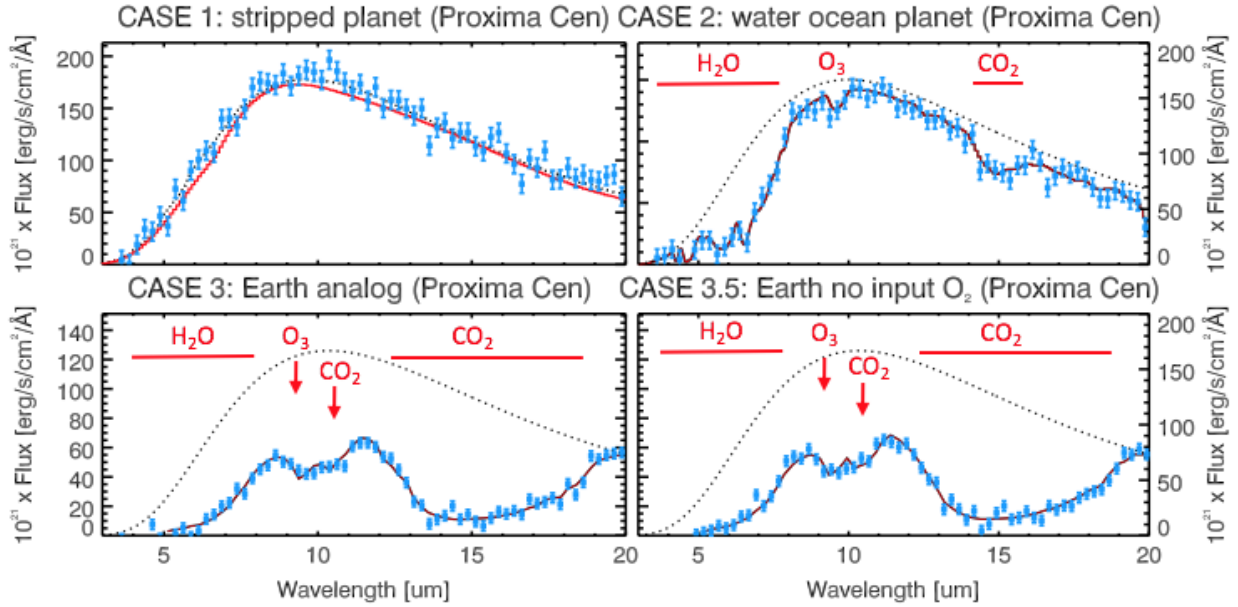 CASE 1: stripped planet (Proxima Cen)
CASE 2: water ocean planet (Proxima Cen)
10²¹ x Flux [erg/s/cm²/Å]
200
150
100
50
0
H₂O
O₃
CO₂
200
150
100
50
0
10²¹ x Flux [erg/s/cm²/Å]
CASE 3: Earth analog (Proxima Cen)
CASE 3.5: Earth no input O₂ (Proxima Cen)
10²¹ x Flux [erg/s/cm²/Å]
140
120
100
80
60
40
20
0
H₂O
O₃
CO₂
CO₂
5
10
15
20
Wavelength [um]
H₂O
O₃
CO₂
CO₂
200
150
100
50
0
10²¹ x Flux [erg/s/cm²/Å]
5
10
15
20
Wavelength [um]